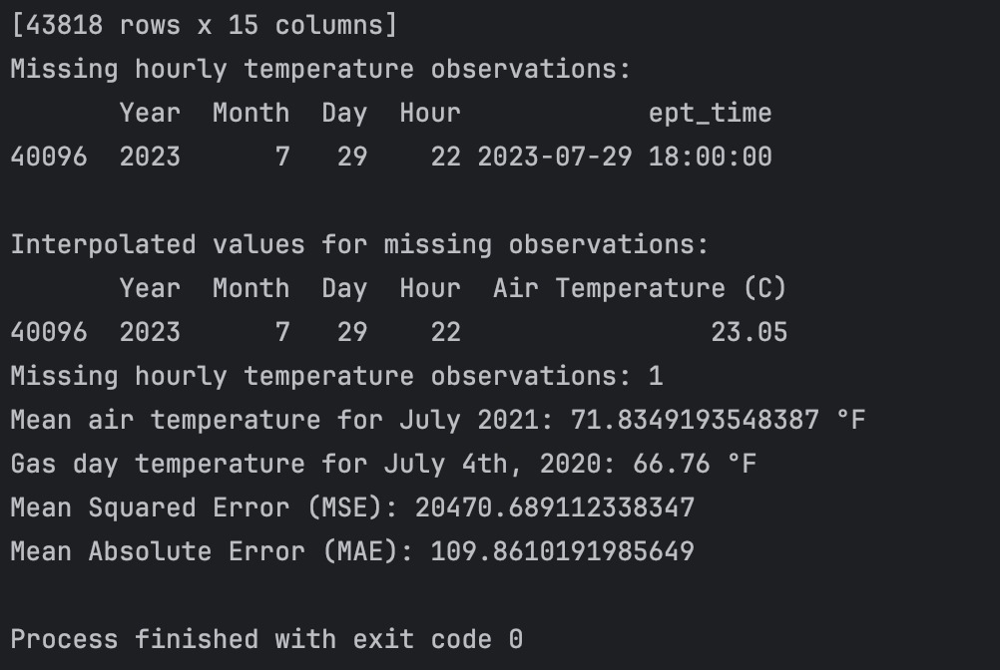 [43818 rows x 15 columns]
Missing hourly temperature observations:
       Year  Month  Day  Hour            ept_time
40096  2023      7   29    22 2023-07-29 18:00:00

Interpolated values for missing observations:
       Year  Month  Day  Hour  Air Temperature (C)
40096  2023      7   29    22                23.05
Missing hourly temperature observations: 1
Mean air temperature for July 2021: 71.8349193548387 °F
Gas day temperature for July 4th, 2020: 66.76 °F
Mean Squared Error (MSE): 20470.689112338347
Mean Absolute Error (MAE): 109.8610191985649

Process finished with exit code 0